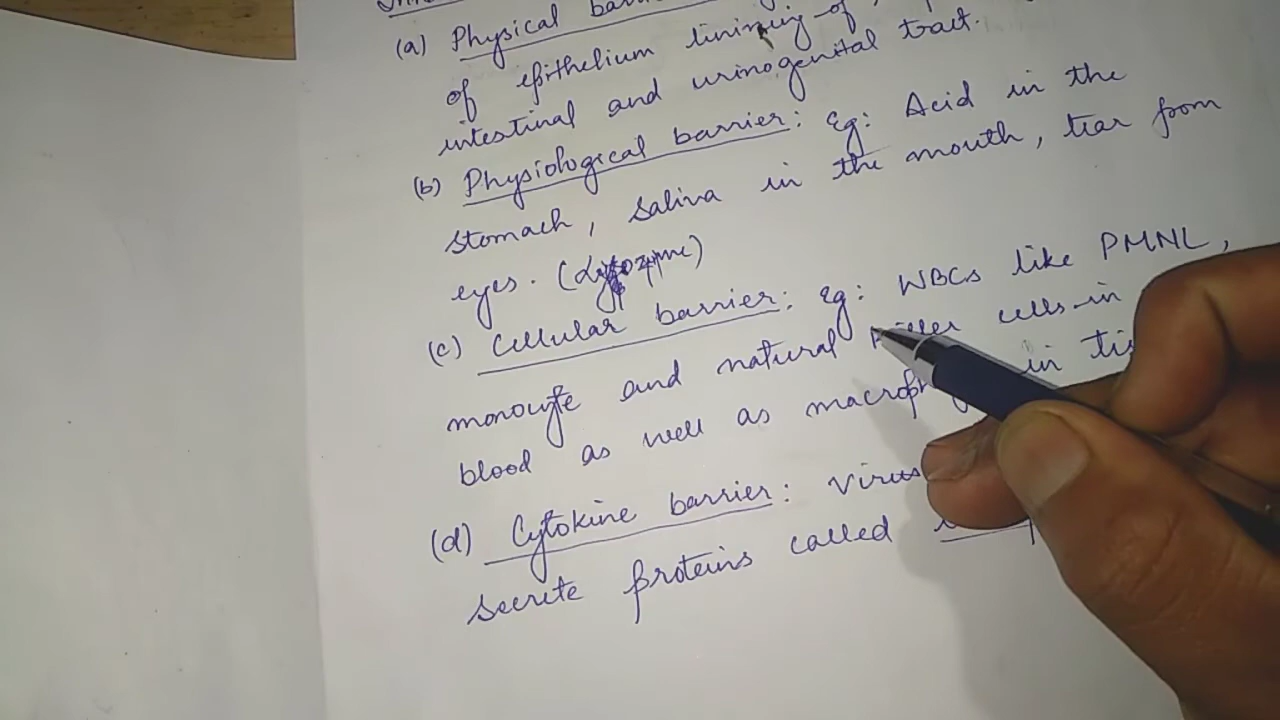 (a) Physical
of epithelium lining of
intestinal and urinogenital tract.
(b) Physiological barrier: Eg: Acid in the
stomach, saliva in the mouth, tear from
eyes. (Lysozyme)
(c) Cellular barrier: Eg: WBCs like PMNL,
monocyte and natural killer cells in
blood as well as in
(d) Cytokine barrier: Virus
secrete proteins called